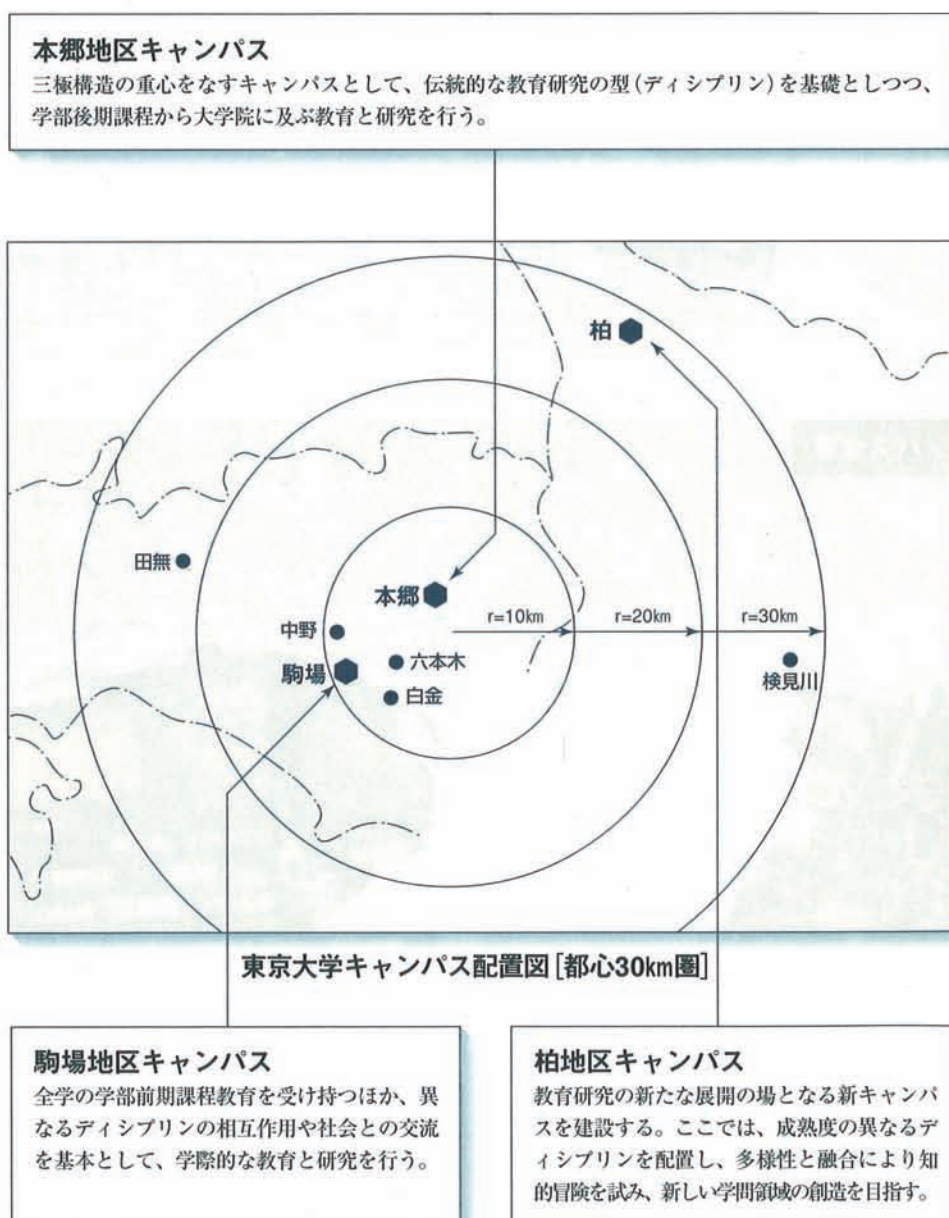 本郷地区キャンパス
三極構造の重心をなすキャンパスとして、伝統的な教育研究の型(ディシプリン)を基礎としつつ、
学部後期課程から大学院に及ぶ教育と研究を行う。
柏
田無
本郷
r=10km
r=20km
r=30km
中野
六本木
駒場
白金
検見川
東京大学キャンパス配置図[都心30km圏]
駒場地区キャンパス
全学の学部前期課程教育を受け持つほか、異
なるディシプリンの相互作用や社会との交流
を基本として、学際的な教育と研究を行う。
柏地区キャンパス
教育研究の新たな展開の場となる新キャンパ
スを建設する。ここでは、成熟度の異なるデ
ィシプリンを配置し、多様性と融合により知
的冒険を試み、新しい学問領域の創造を目指す。